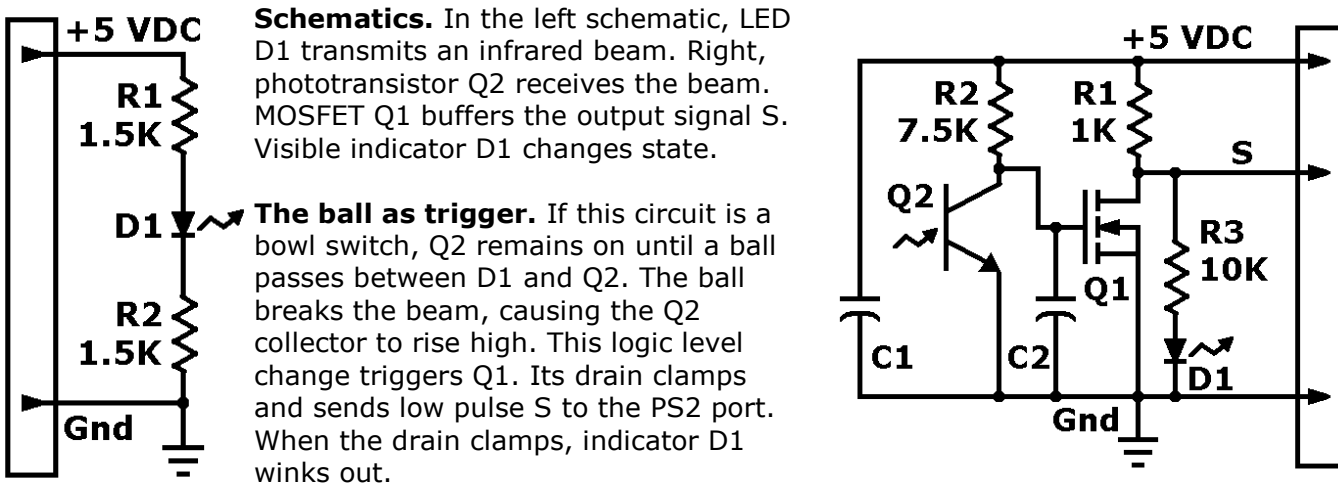 +5 VDC
R1
1.5K
D1
R2
1.5K
Gnd
Schematics. In the left schematic, LED
D1 transmits an infrared beam. Right,
phototransistor Q2 receives the beam.
MOSFET Q1 buffers the output signal S.
Visible indicator D1 changes state.
The ball as trigger. If this circuit is a
bowl switch, Q2 remains on until a ball
passes between D1 and Q2. The ball
breaks the beam, causing the Q2
collector to rise high. This logic level
change triggers Q1. Its drain clamps
and sends low pulse S to the PS2 port.
When the drain clamps, indicator D1
winks out.
+5 VDC
R2
7.5K
R1
1K
S
Q2
R3
10K
Q1
C1
C2
D1
Gnd